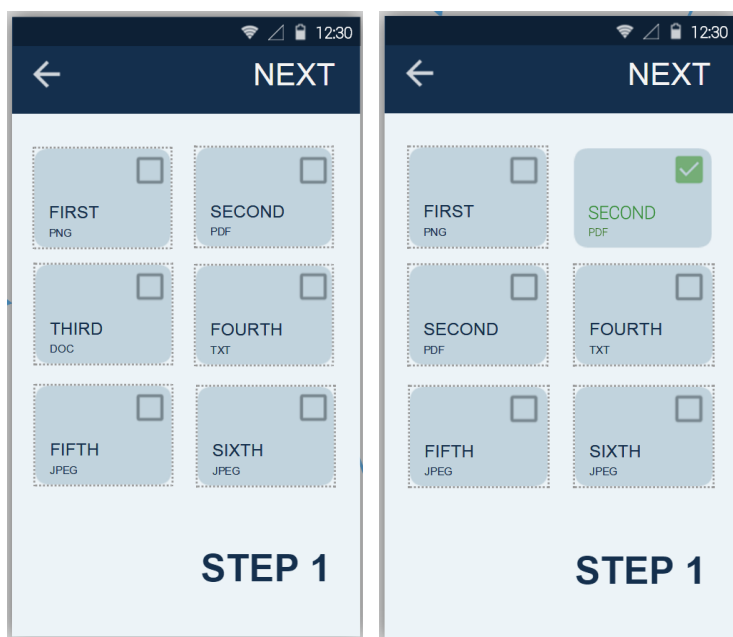 12:30
NEXT
FIRST
PNG
SECOND
PDF
THIRD
DOC
FOURTH
TXT
FIFTH
JPEG
SIXTH
JPEG
STEP 1
12:30
NEXT
FIRST
PNG
SECOND
PDF
SECOND
PDF
FOURTH
TXT
FIFTH
JPEG
SIXTH
JPEG
STEP 1